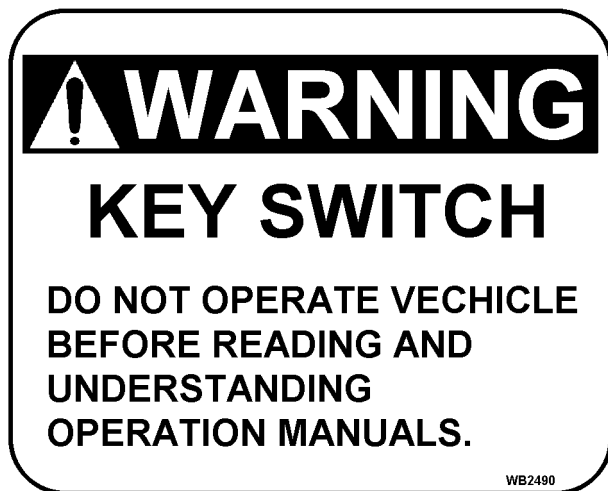 WARNING
KEY SWITCH
DO NOT OPERATE VECHICLE
BEFORE READING AND
UNDERSTANDING
OPERATION MANUALS.
WB2490